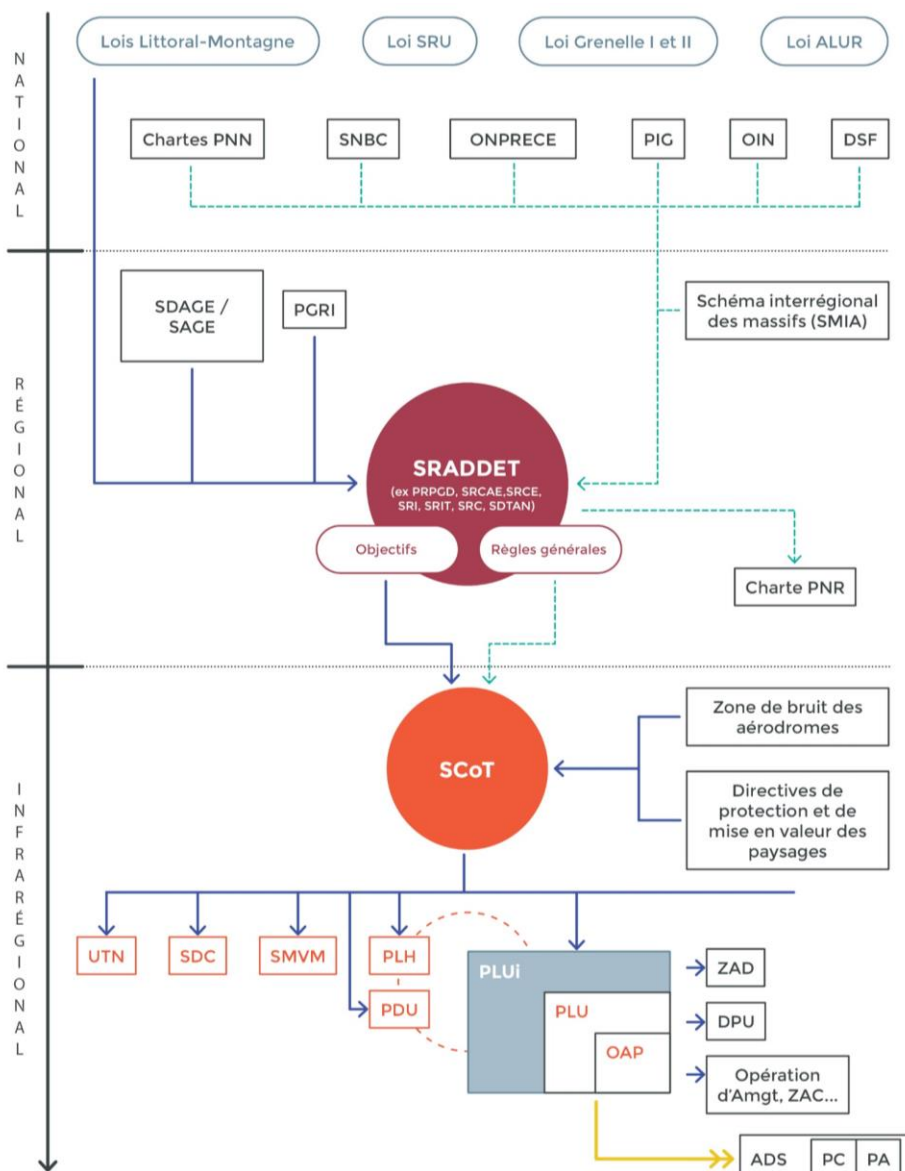 NATIONAL
Lois Littoral-Montagne
Loi SRU
Loi Grenelle I et II
Loi ALUR
Chartes PNN
SNBC
ONPRECE
PIG
OIN
DSF
RÉGIONAL
SDAGE /
SAGE
PGRI
Schéma interrégional
des massifs (SMIA)
SRADDET
(ex PRPGD, SRCAE,SRCE,
SRI, SRIT, SRC, SDTAN)
Objectifs
Règles générales
Charte PNR
INFRARÉGIONAL
SCoT
Zone de bruit des
aérodromes
Directives de
protection et de
mise en valeur des
paysages
UTN
SDC
SMVM
PLH
PDU
PLUi
PLU
OAP
ZAD
DPU
Opération
d'Amgt, ZAC...
ADS
PC
PA